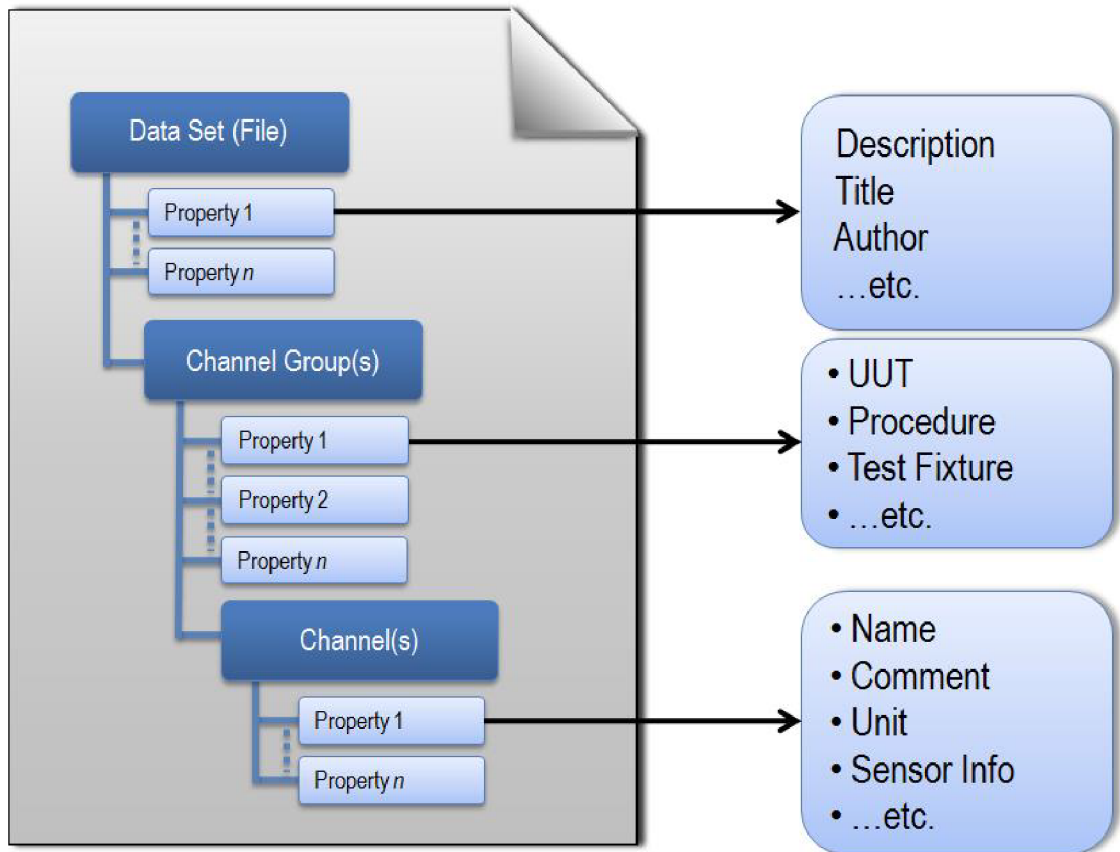 Data Set (File)
Property 1
Property n
Channel Group(s)
Property 1
Property 2
Property n
Channel(s)
Property 1
Property n
Description
Title
Author
…etc.
• UUT
• Procedure
• Test Fixture
• …etc.
• Name
• Comment
• Unit
• Sensor Info
• …etc.